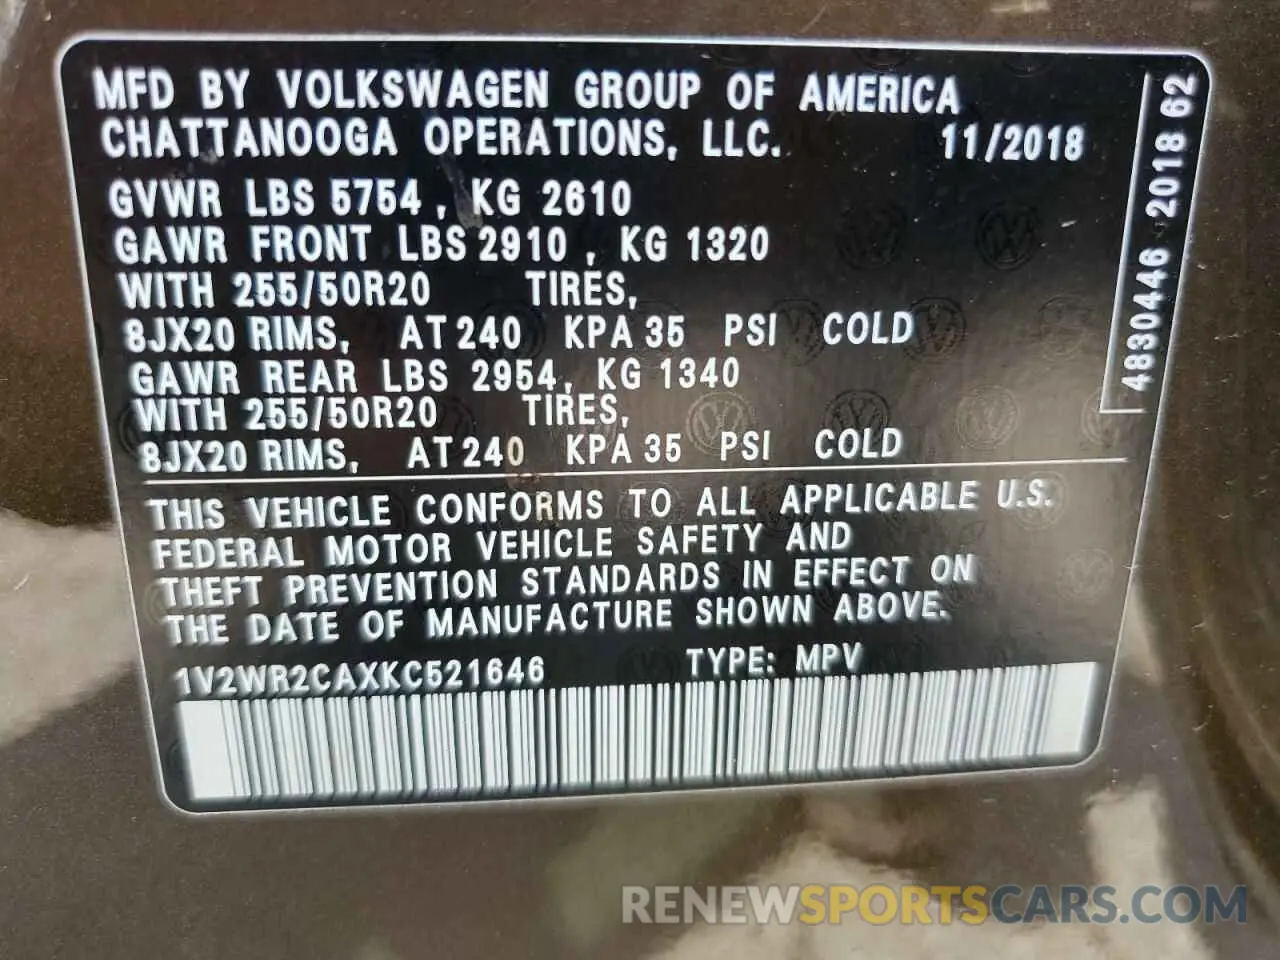 MFD BY VOLKSWAGEN GROUP OF AMERICA
CHATTANOOGA OPERATIONS, LLC. 11/2018
GVWR LBS 5754 , KG 2610
GAWR FRONT LBS 2910 , KG 1320
WITH 255/50R20 TIRES,
8JX20 RIMS, AT 240 KPA 35 PSI COLD
GAWR REAR LBS 2954, KG 1340
WITH 255/50R20 TIRES,
8JX20 RIMS, AT 240 KPA 35 PSI COLD
THIS VEHICLE CONFORMS TO ALL APPLICABLE U.S.
FEDERAL MOTOR VEHICLE SAFETY AND
THEFT PREVENTION STANDARDS IN EFFECT ON
THE DATE OF MANUFACTURE SHOWN ABOVE.
1V2WR2CAXKC521646 TYPE: MPV
4830446 2018 62
RENEWSPORTSCARS.COM